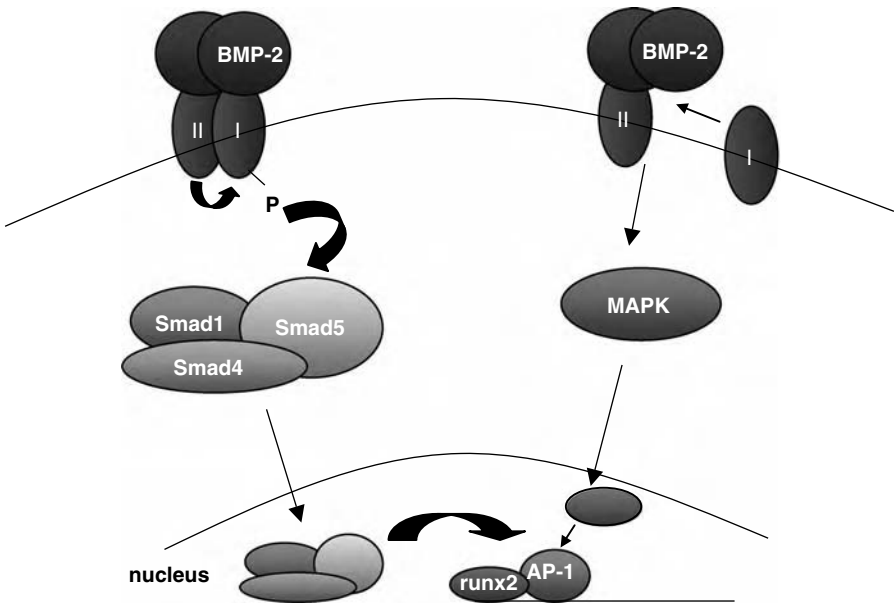 BMP-2
BMP-2
II
I
II
I
P
Smad1
Smad5
Smad4
MAPK
nucleus
runx2
AP-1